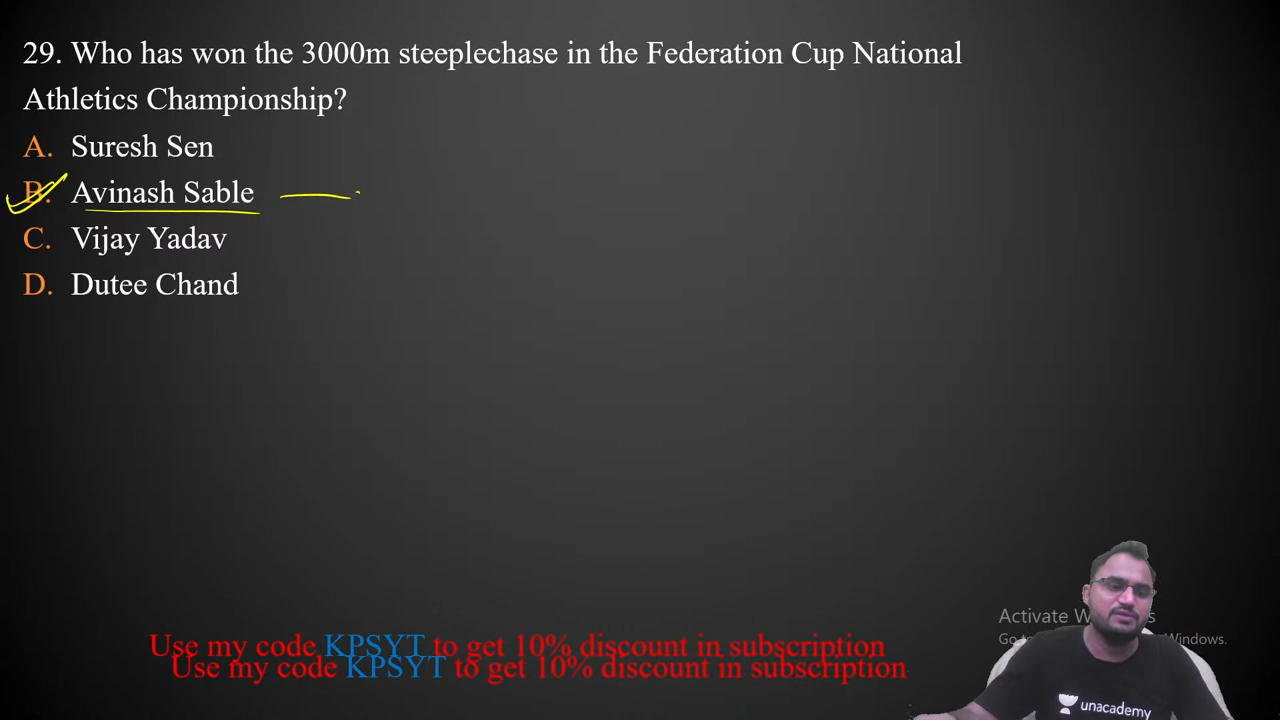 29. Who has won the 3000m steeplechase in the Federation Cup National
Athletics Championship?
A. Suresh Sen
B. Avinash Sable
C. Vijay Yadav
D. Dutee Chand
Activate
Windows.
Use my code KPSYT to get 10% discount in subscription
Use my code KPSYT to get 10% discount in subscription
unacademy